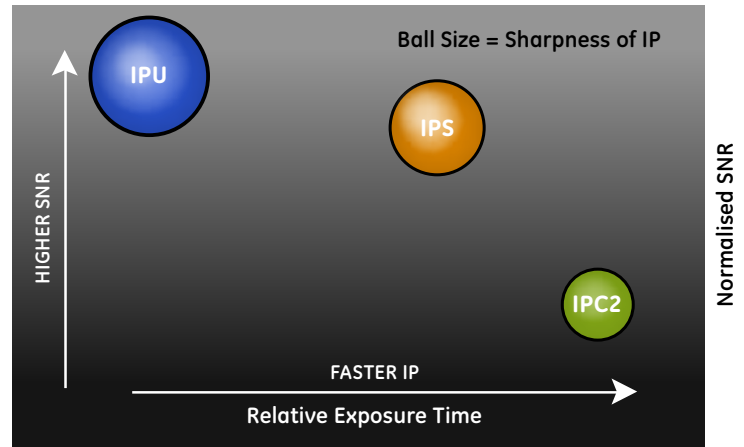 Ball Size = Sharpness of IP
IPU
IPS
HIGHER SNR
Normalised SNR
IPC2
FASTER IP
Relative Exposure Time